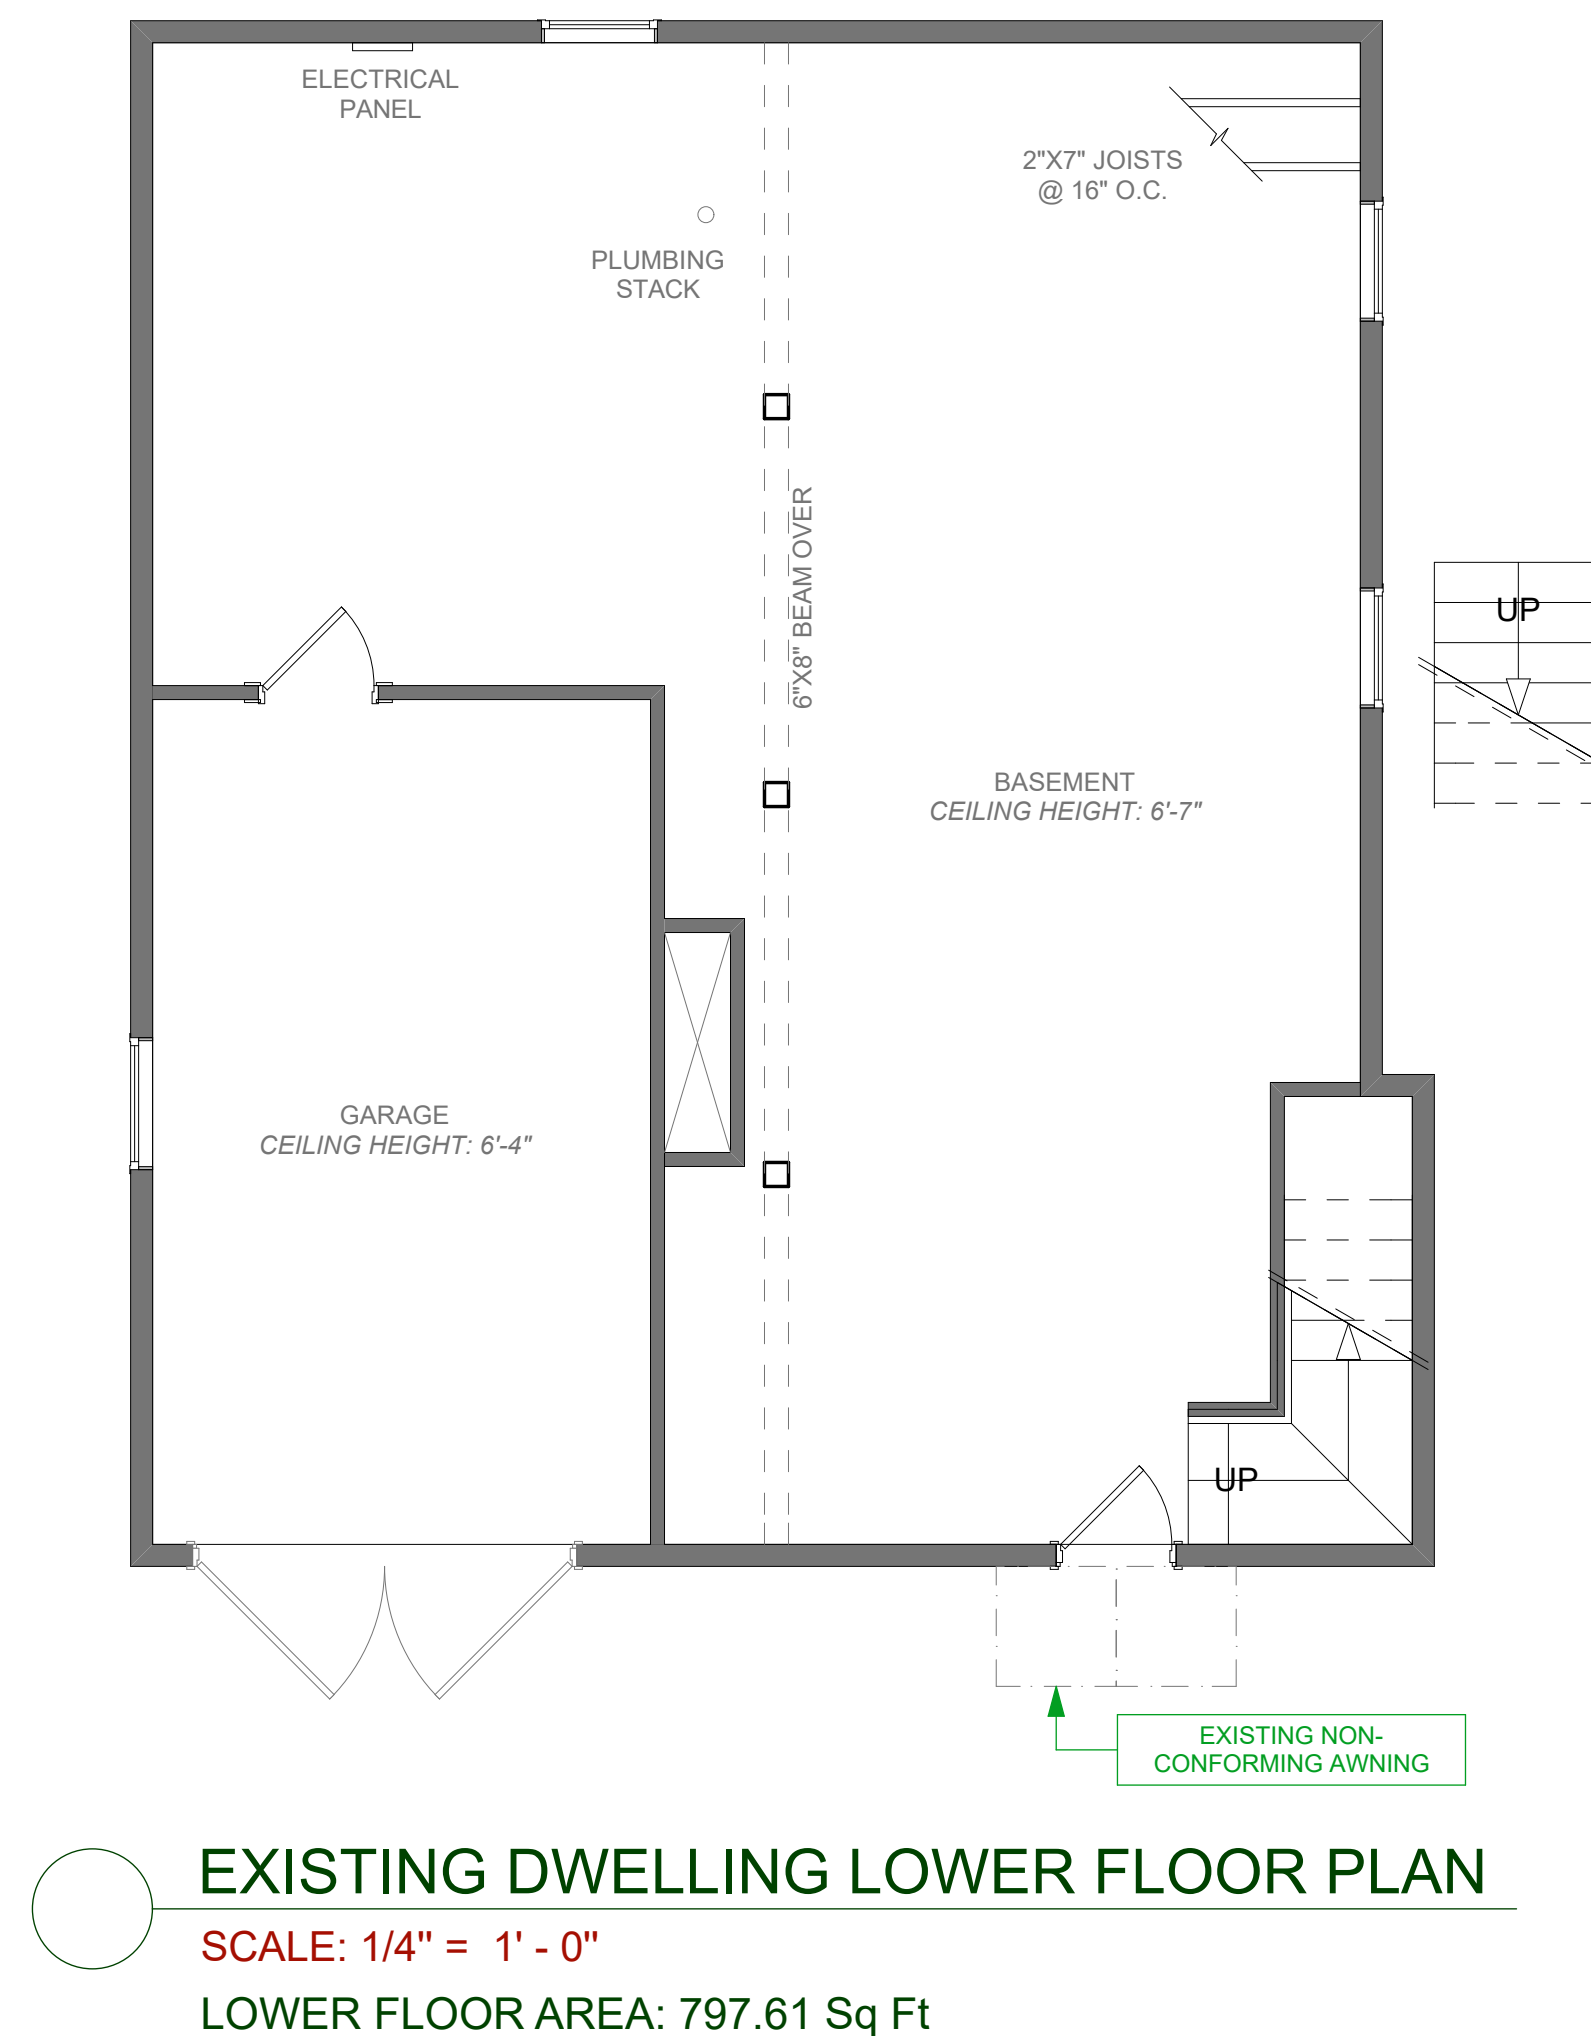 ELECTRICAL
PANEL
2"X7" JOISTS
@ 16" O.C.
PLUMBING
STACK
6"X8" BEAM OVER
UP
BASEMENT
CEILING HEIGHT: 6'-7"
GARAGE
CEILING HEIGHT: 6'-4"
UP
EXISTING NON-
CONFORMING AWNING
EXISTING DWELLING LOWER FLOOR PLAN
SCALE: 1/4" = 1' - 0"
LOWER FLOOR AREA: 797.61 Sq Ft